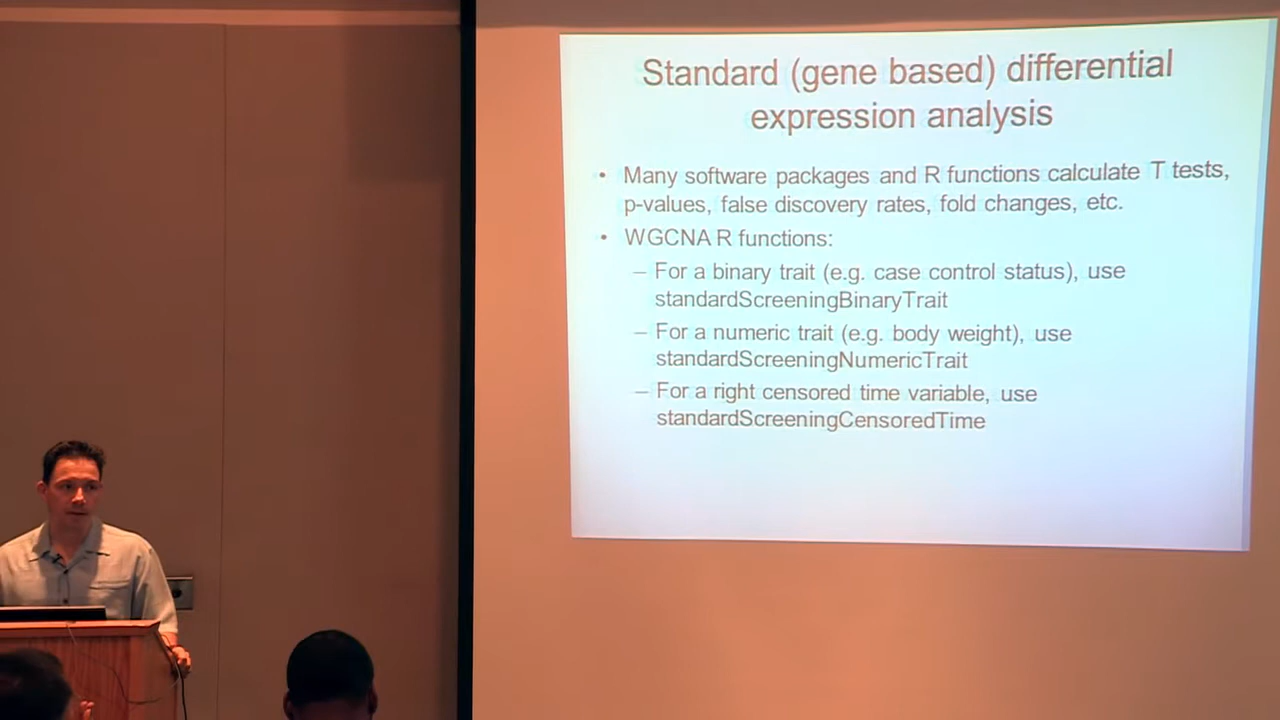 Standard (gene based) differential
expression analysis
• Many software packages and R functions calculate T tests,
p-values, false discovery rates, fold changes, etc.
• WGCNA R functions:
– For a binary trait (e.g. case control status), use
standardScreeningBinaryTrait
– For a numeric trait (e.g. body weight), use
standardScreeningNumericTrait
– For a right censored time variable, use
standardScreeningCensoredTime